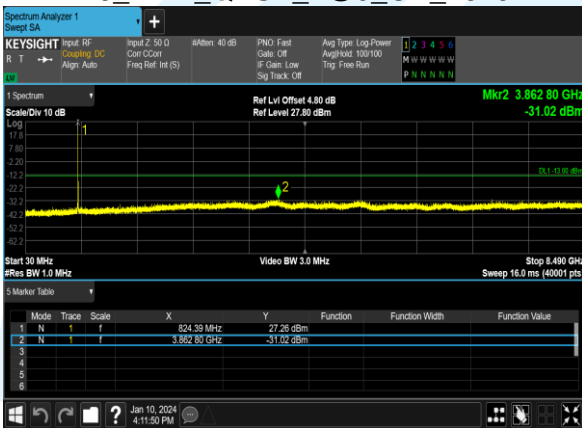 Spectrum Analyzer 1
Swept SA
KEYSIGHT Input: RF Input Z: 50 Ω #Atten: 40 dB PNO: Fast Avg Type: Log-Power 1 2 3 4 5 6
R T Coupling: DC Corr CCorr Gate: Off Avg|Hold: 100/100 M W W W W W
Align: Auto Freq Ref: Int (S) IF Gain: Low Trig: Free Run
LW Sig Track: Off P N N N N N
1 Spectrum Ref Lvl Offset 4.80 dB Mkr2 3.862 80 GHz
Scale/Div 10 dB Ref Level 27.80 dBm -31.02 dBm
Log
17.8 1
7.80
-2.20
-12.2 DL1 -13.00 dBm
-22.2 2
-32.2
-42.2
-52.2
-62.2
Start 30 MHz Video BW 3.0 MHz Stop 8.490 GHz
#Res BW 1.0 MHz Sweep 16.0 ms (40001 pts
5 Marker Table
Mode Trace Scale X Y Function Function Width Function Value
1 N 1 f 824.39 MHz 27.26 dBm
2 N 1 f 3.862 80 GHz -31.02 dBm
3
4
5
6
? Jan 10, 2024
4:11:50 PM